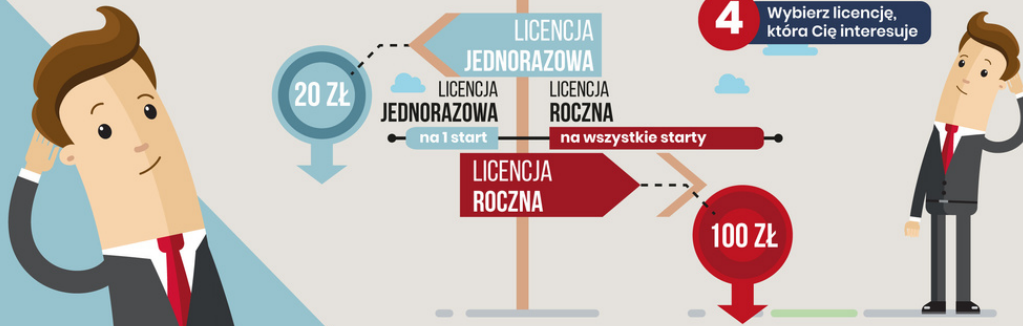 4
Wybierz licencję,
która Cię interesuje
LICENCJA
JEDNORAZOWA
20 ZŁ
LICENCJA
JEDNORAZOWA
na 1 start
LICENCJA
ROCZNA
na wszystkie starty
LICENCJA
ROCZNA
100 ZŁ